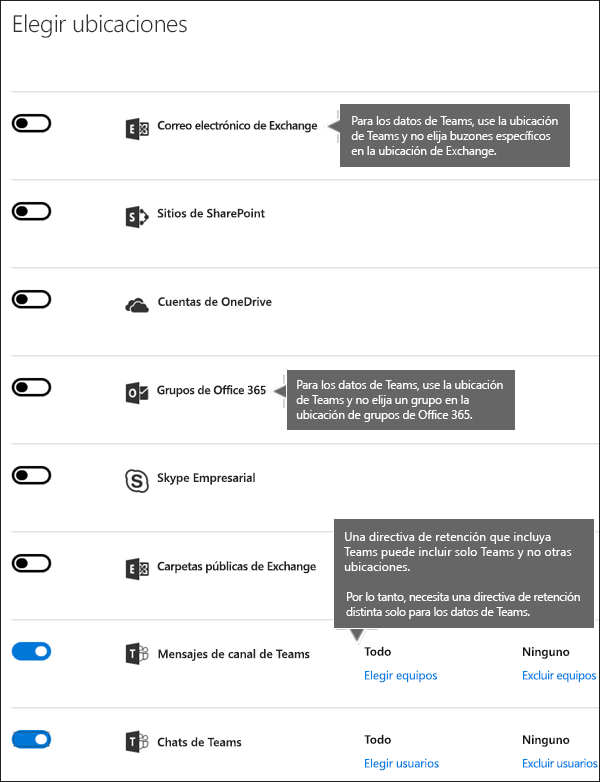 Elegir ubicaciones
Correo electrónico de Exchange
Para los datos de Teams, use la ubicación
de Teams y no elija buzones específicos
en la ubicación de Exchange.
Sitios de SharePoint
Cuentas de OneDrive
Grupos de Office 365
Para los datos de Teams, use la ubicación
de Teams y no elija un grupo en la
ubicación de grupos de Office 365.
Skype Empresarial
Una directiva de retención que incluya
Teams puede incluir solo Teams y no otras
ubicaciones.
Por lo tanto, necesita una directiva de retención
distinta solo para los datos de Teams.
Carpetas públicas de Exchange
Mensajes de canal de Teams
Todo
Ninguno
Elegir equipos
Excluir equipos
Chats de Teams
Todo
Ninguno
Elegir usuarios
Excluir usuarios